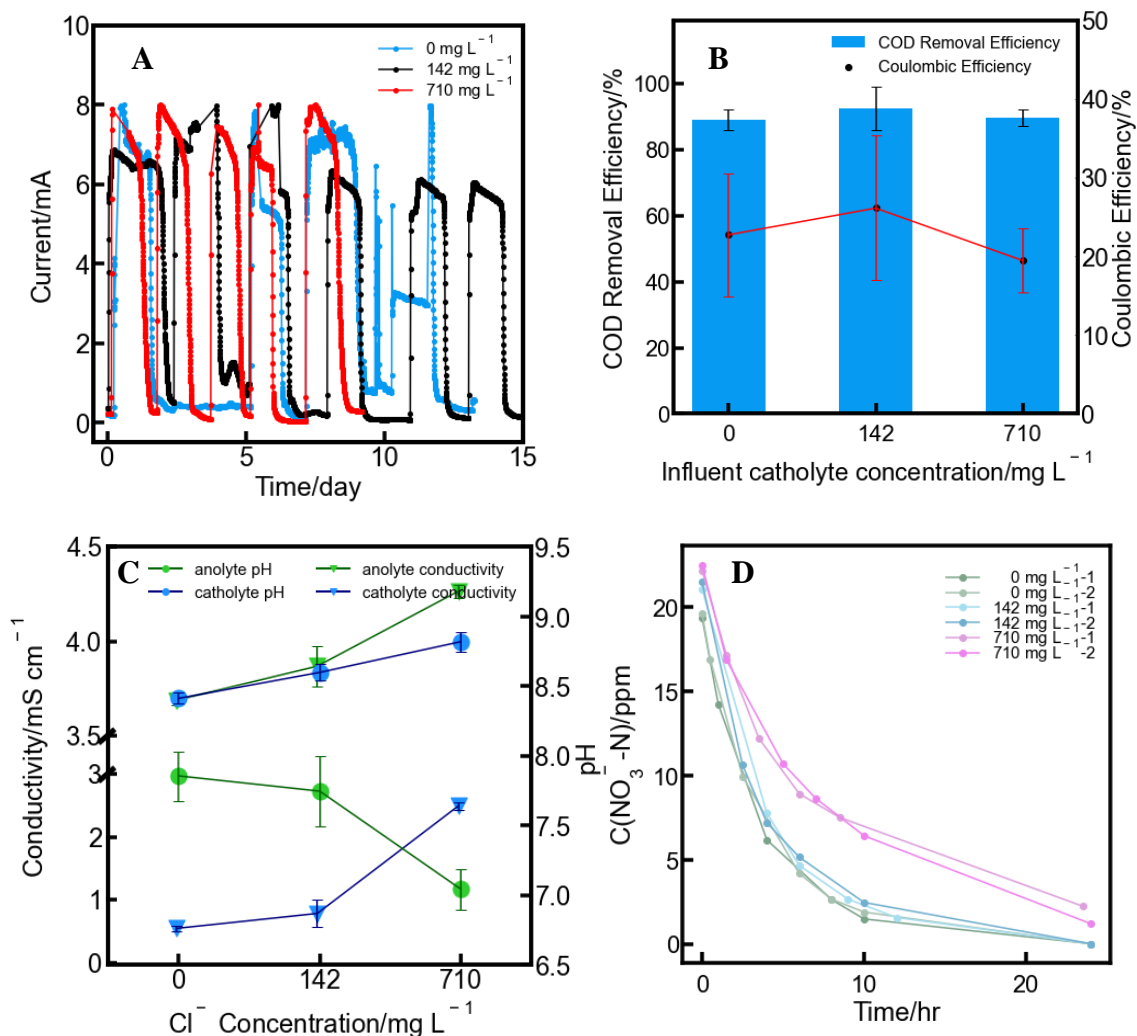 A
0 mg L⁻¹
142 mg L⁻¹
710 mg L⁻¹
Current/mA
10
8
6
4
2
0
0
5
10
15
Time/day
B
COD Removal Efficiency
Coulombic Efficiency
COD Removal Efficiency/%
100
80
60
40
20
0
Coulombic Efficiency/%
50
40
30
20
10
0
0
142
710
Influent catholyte concentration/mg L⁻¹
C
anolyte pH
anolyte conductivity
catholyte pH
catholyte conductivity
Conductivity/mS cm⁻¹
4.5
4.0
3.5
3
2
1
0
pH
9.5
9.0
8.5
8.0
7.5
7.0
6.5
0
142
710
Cl⁻ Concentration/mg L⁻¹
D
0 mg L⁻¹-1
0 mg L⁻¹-2
142 mg L⁻¹-1
142 mg L⁻¹-2
710 mg L⁻¹-1
710 mg L⁻¹-2
C(NO₃⁻-N)/ppm
20
15
10
5
0
0
10
20
Time/hr